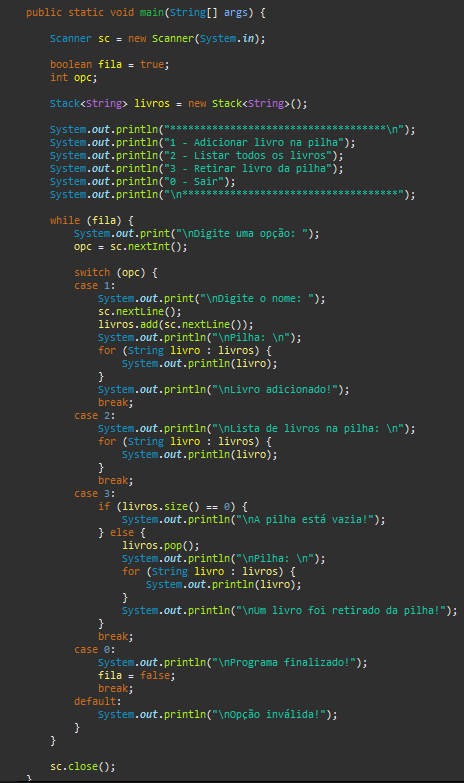 public static void main(String[] args) {
Scanner sc = new Scanner(System.in);
boolean fila = true;
int opc;
Stack<String> livros = new Stack<String>();
System.out.println("************************************\n");
System.out.println("1 - Adicionar livro na pilha");
System.out.println("2 - Listar todos os livros");
System.out.println("3 - Retirar livro da pilha");
System.out.println("0 - Sair");
System.out.println("\n************************************");
while (fila) {
System.out.print("\nDigite uma opção: ");
opc = sc.nextInt();
switch (opc) {
case 1:
System.out.print("\nDigite o nome: ");
sc.nextLine();
livros.add(sc.nextLine());
System.out.println("\nPilha: \n");
for (String livro : livros) {
System.out.println(livro);
}
System.out.println("\nLivro adicionado!");
break;
case 2:
System.out.println("\nLista de livros na pilha: \n");
for (String livro : livros) {
System.out.println(livro);
}
break;
case 3:
if (livros.size() == 0) {
System.out.println("\nA pilha está vazia!");
} else {
livros.pop();
System.out.println("\nPilha: \n");
for (String livro : livros) {
System.out.println(livro);
}
System.out.println("\nUm livro foi retirado da pilha!");
}
break;
case 0:
System.out.println("\nPrograma finalizado!");
fila = false;
break;
default:
System.out.println("\nOpção inválida!");
}
}
sc.close();
}